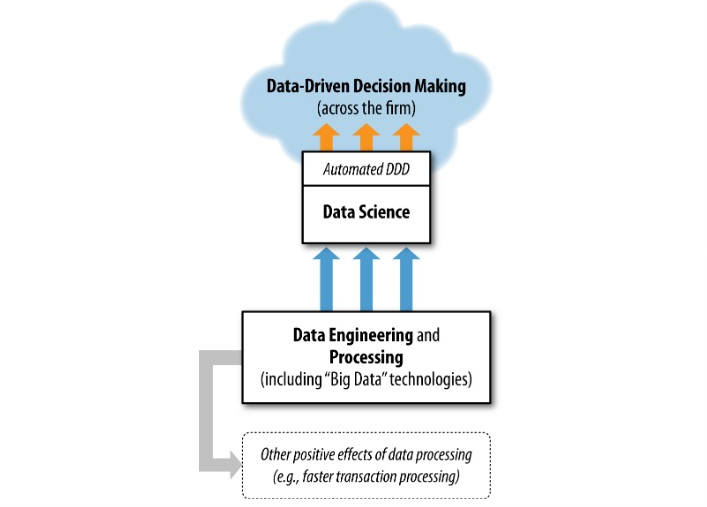 Data-Driven Decision Making
(across the firm)
Automated DDD
Data Science
Data Engineering and
Processing
(including “Big Data” technologies)
Other positive effects of data processing
(e.g., faster transaction processing)